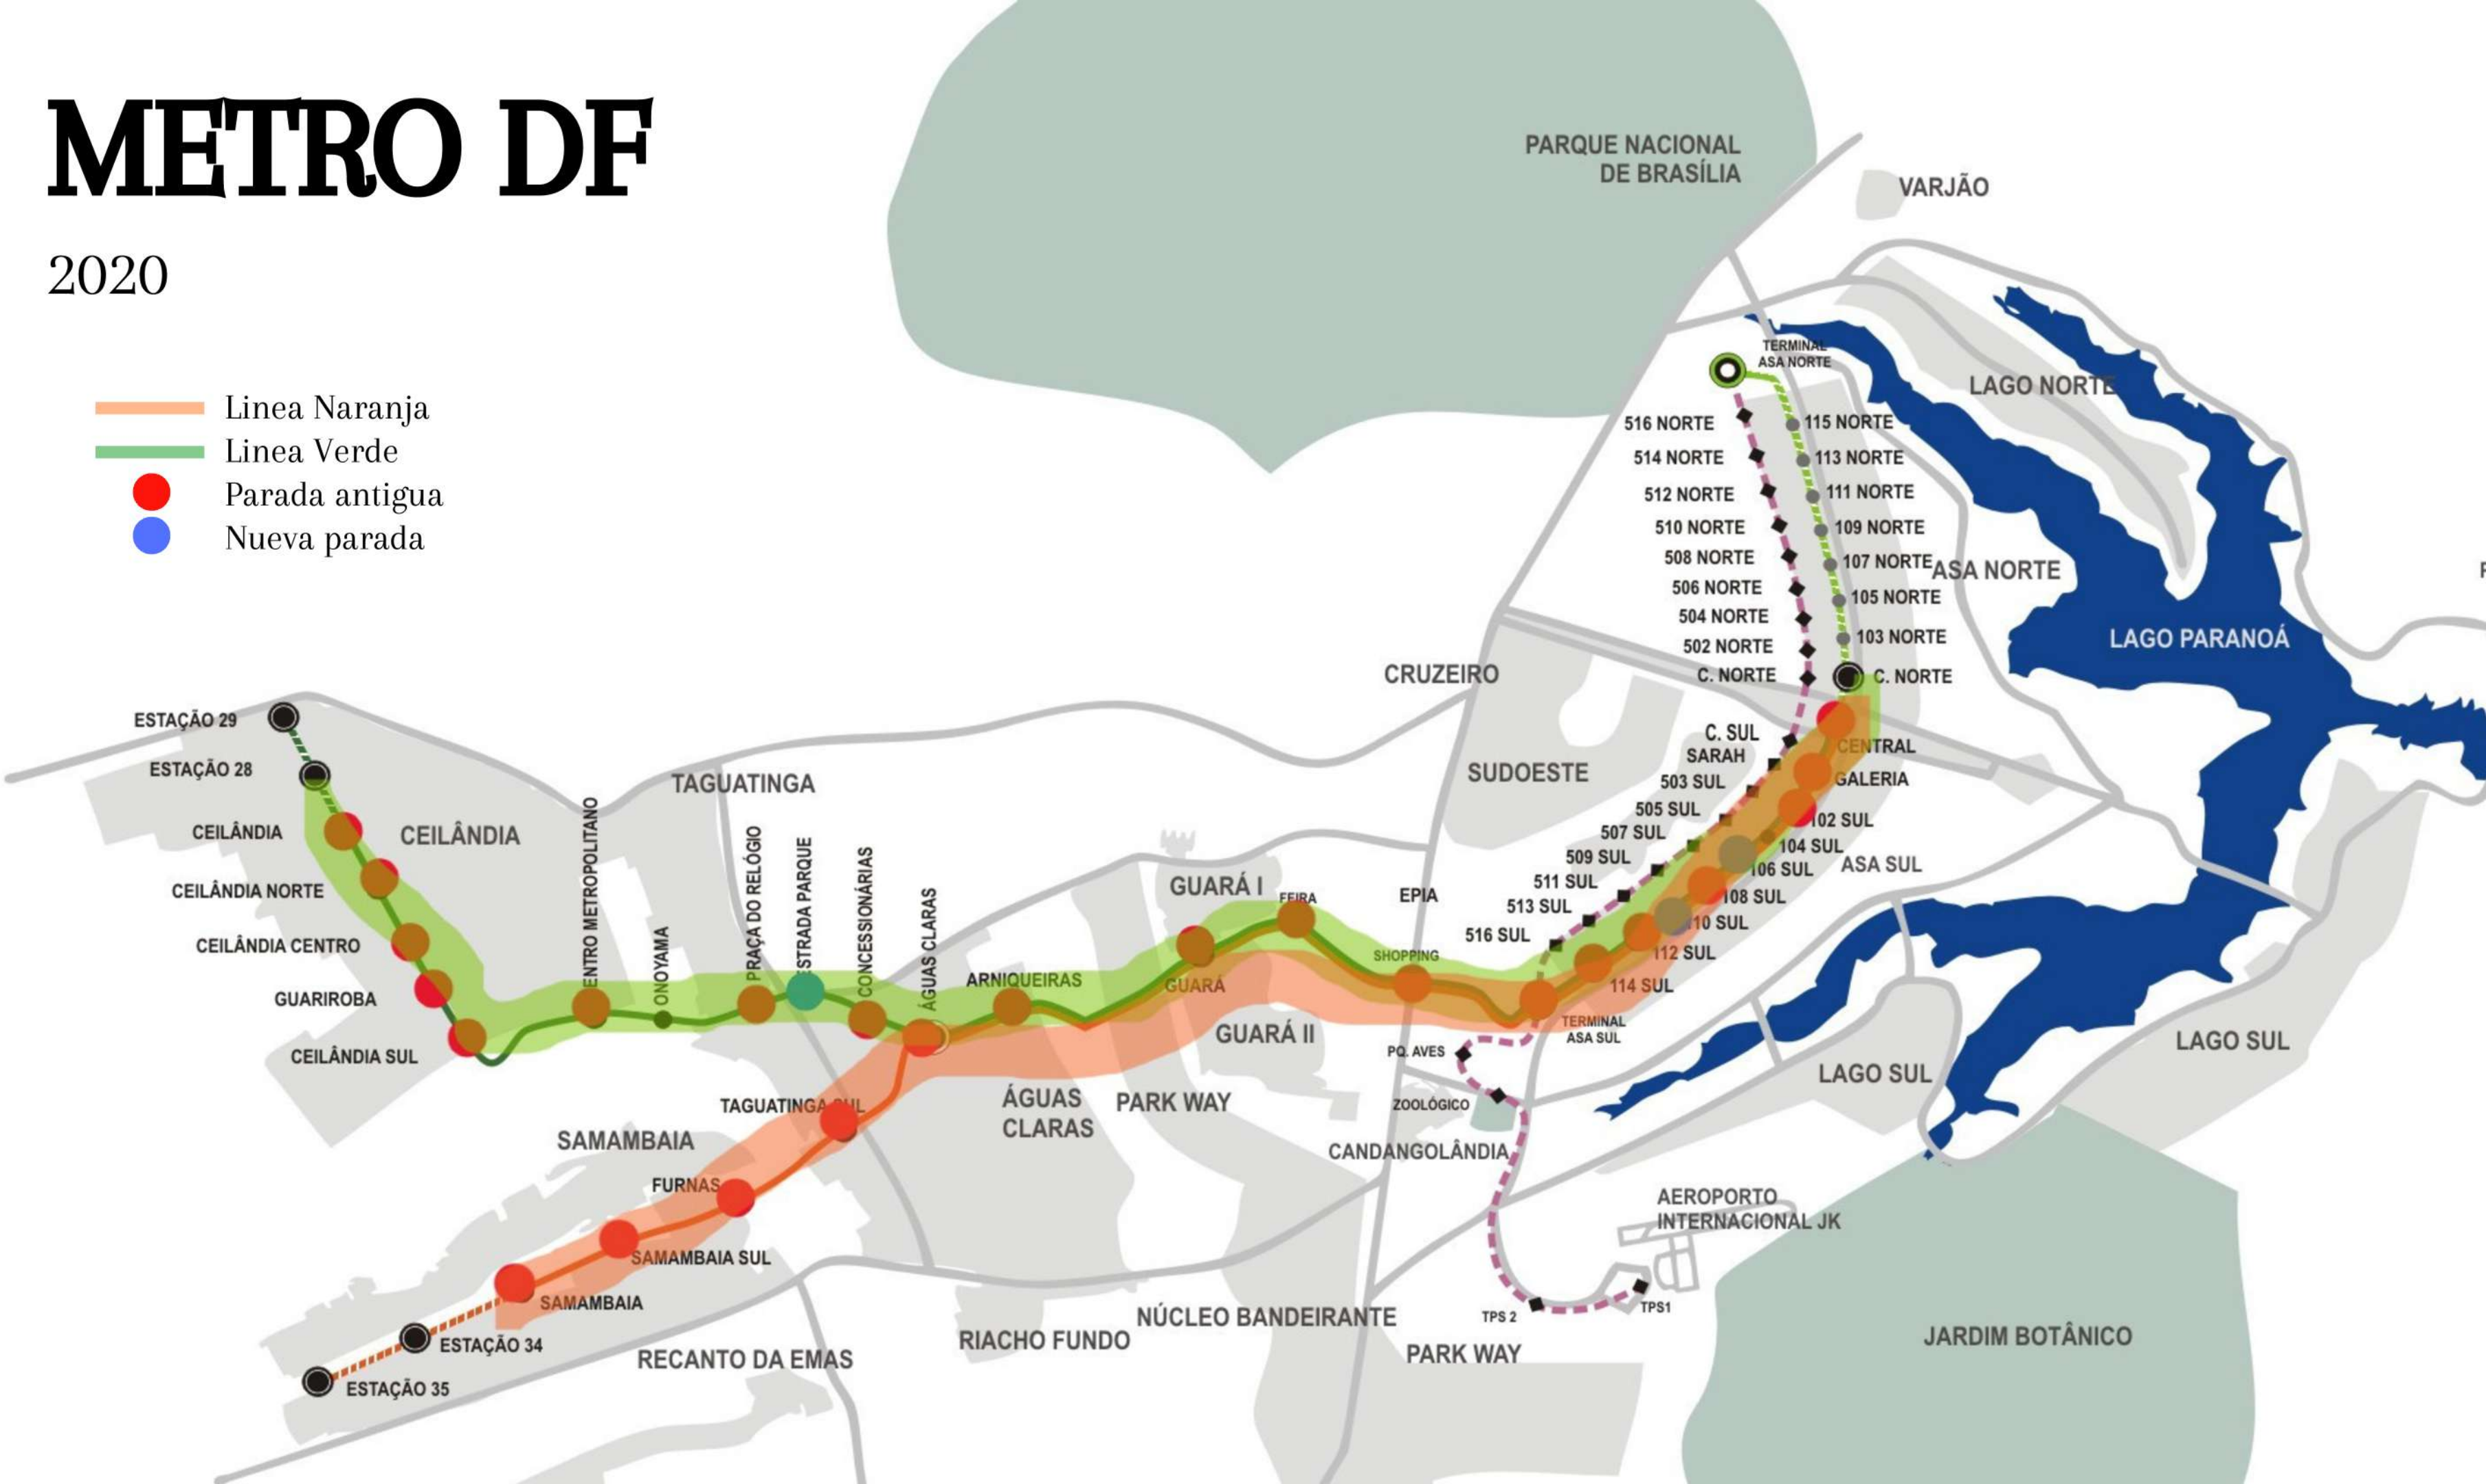 METRO DF
2020
Linea Naranja
Linea Verde
Parada antigua
Nueva parada
PARQUE NACIONAL
DE BRASÍLIA
VARJÃO
TERMINAL
ASA NORTE
LAGO NORTE
516 NORTE
115 NORTE
514 NORTE
113 NORTE
512 NORTE
111 NORTE
510 NORTE
109 NORTE
508 NORTE
107 NORTE
ASA NORTE
506 NORTE
105 NORTE
504 NORTE
103 NORTE
502 NORTE
LAGO PARANOÁ
C. NORTE
C. NORTE
CRUZEIRO
ESTAÇÃO 29
ESTAÇÃO 28
CEILÂNDIA
CEILÂNDIA
CEILÂNDIA NORTE
CEILÂNDIA CENTRO
GUARIROBA
CEILÂNDIA SUL
TAGUATINGA
ENTRO METROPOLITANO
ONOYAMA
PRAÇA DO RELÓGIO
ESTRADA PARQUE
CONCESSIONÁRIAS
ÁGUAS CLARAS
ARNIQUEIRAS
GUARÁ I
GUARÁ
FEIRA
GUARÁ II
EPIA
SHOPPING
SUDOESTE
C. SUL
SARAH
503 SUL
505 SUL
507 SUL
509 SUL
511 SUL
513 SUL
516 SUL
CENTRAL
GALERIA
102 SUL
104 SUL
106 SUL
ASA SUL
108 SUL
110 SUL
112 SUL
114 SUL
TERMINAL
ASA SUL
PQ. AVES
ZOOLÓGICO
CANDANGOLÂNDIA
LAGO SUL
LAGO SUL
ÁGUAS
CLARAS
PARK WAY
TAGUATINGA SUL
SAMAMBAIA
FURNAS
SAMAMBAIA SUL
SAMAMBAIA
ESTAÇÃO 34
ESTAÇÃO 35
RECANTO DA EMAS
RIACHO FUNDO
NÚCLEO BANDEIRANTE
PARK WAY
AEROPORTO
INTERNACIONAL JK
TPS 2
TPS1
JARDIM BOTÂNICO